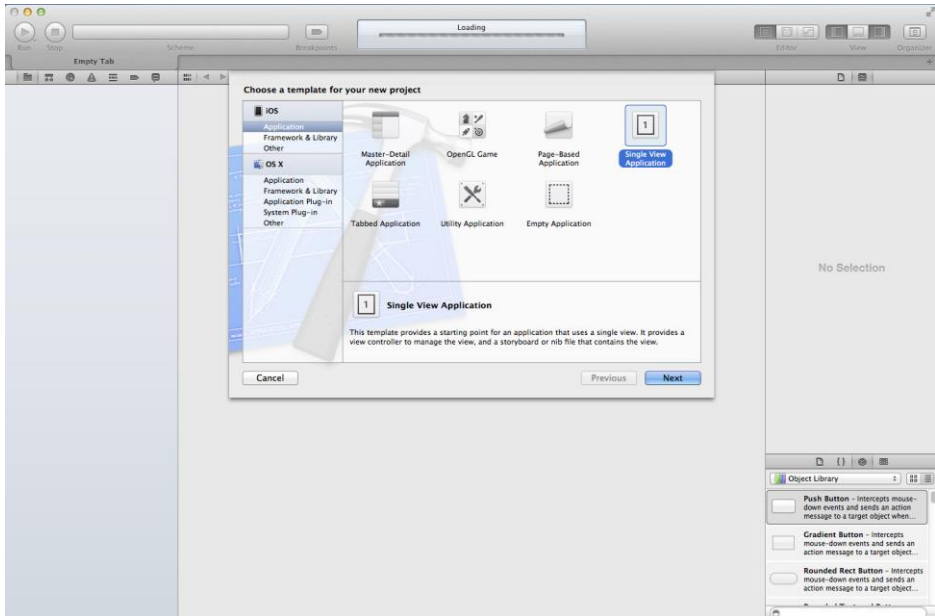 Loading
Run
Stop
Scheme
Breakpoints
Editor
View
Organizer
Empty Tab
Choose a template for your new project
iOS
Application
Framework & Library
Other
OS X
Application
Framework & Library
Application Plug-in
System Plug-in
Other
Master-Detail
Application
OpenGL Game
Page-Based
Application
1
Single View
Application
Tabbed Application
Utility Application
Empty Application
1
Single View Application
This template provides a starting point for an application that uses a single view. It provides a
view controller to manage the view, and a storyboard or nib file that contains the view.
Cancel
Previous
Next
No Selection
{}
Object Library
Push Button - Intercepts mouse-
down events and sends an action
message to a target object when...
Gradient Button - Intercepts
mouse-down events and sends an
action message to a target object...
Rounded Rect Button - Intercepts
mouse-down events and sends an
action message to a target object...